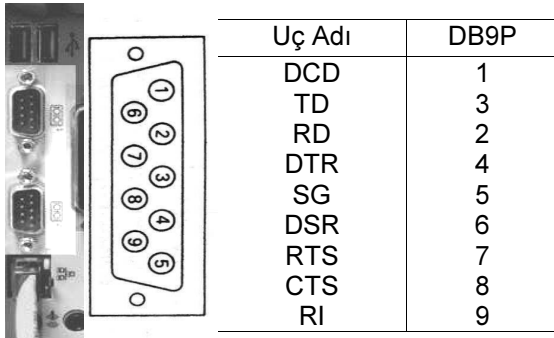 1
6
2
7
3
8
4
9
5
Uç Adı DB9P
DCD 1
TD 3
RD 2
DTR 4
SG 5
DSR 6
RTS 7
CTS 8
RI 9